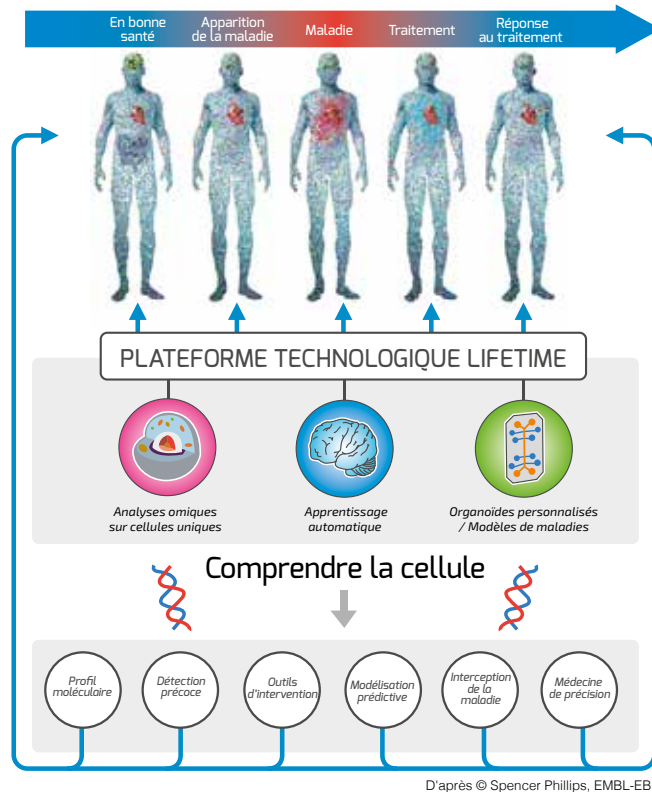 En bonne
santé
Apparition
de la maladie
Maladie
Traitement
Réponse
au traitement
PLATEFORME TECHNOLOGIQUE LIFETIME
Analyses omiques
sur cellules uniques
Apprentissage
automatique
Organoïdes personnalisés
/ Modèles de maladies
Comprendre la cellule
Profil
moléculaire
Détection
précoce
Outils
d'intervention
Modélisation
prédictive
Interception
de la
maladie
Médecine
de précision
D'après © Spencer Phillips, EMBL-EB